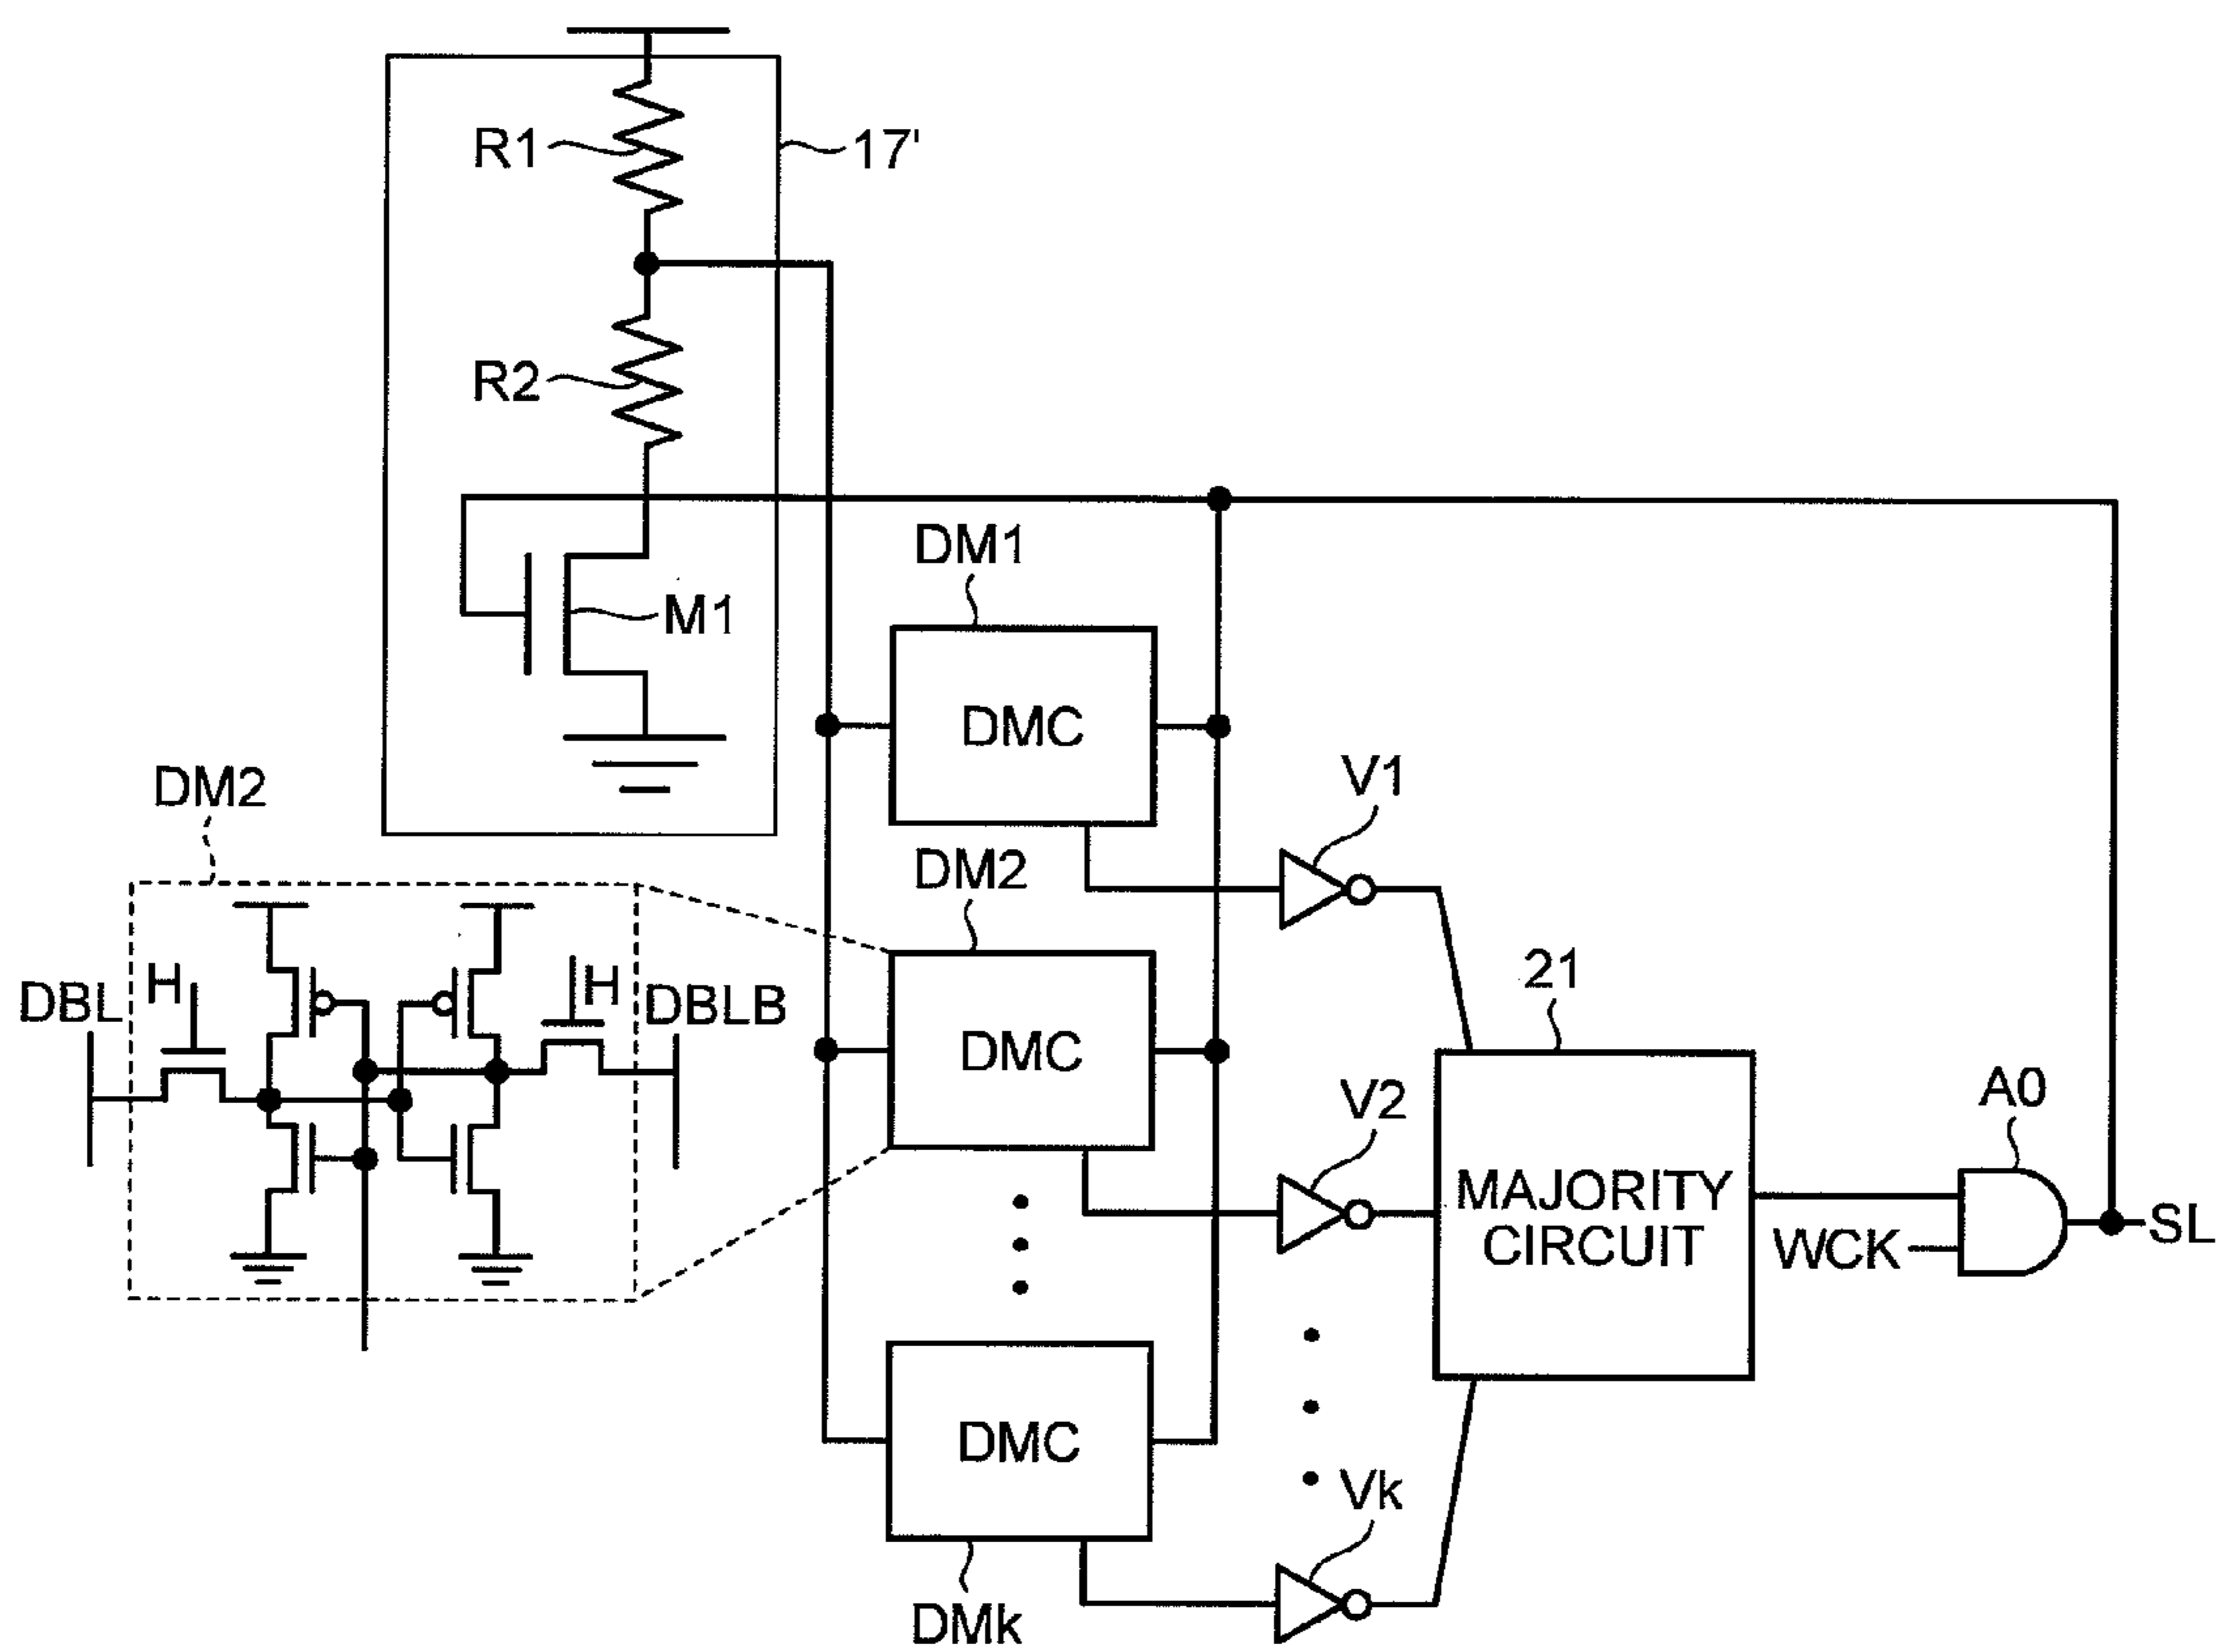 R1
17'
R2
DM1
M1
DMC
V1
DM2
DM2
21
H
H
DBL
DBLB
DMC
V2
A0
MAJORITY
CIRCUIT
WCK
SL
DMC
Vk
DMk